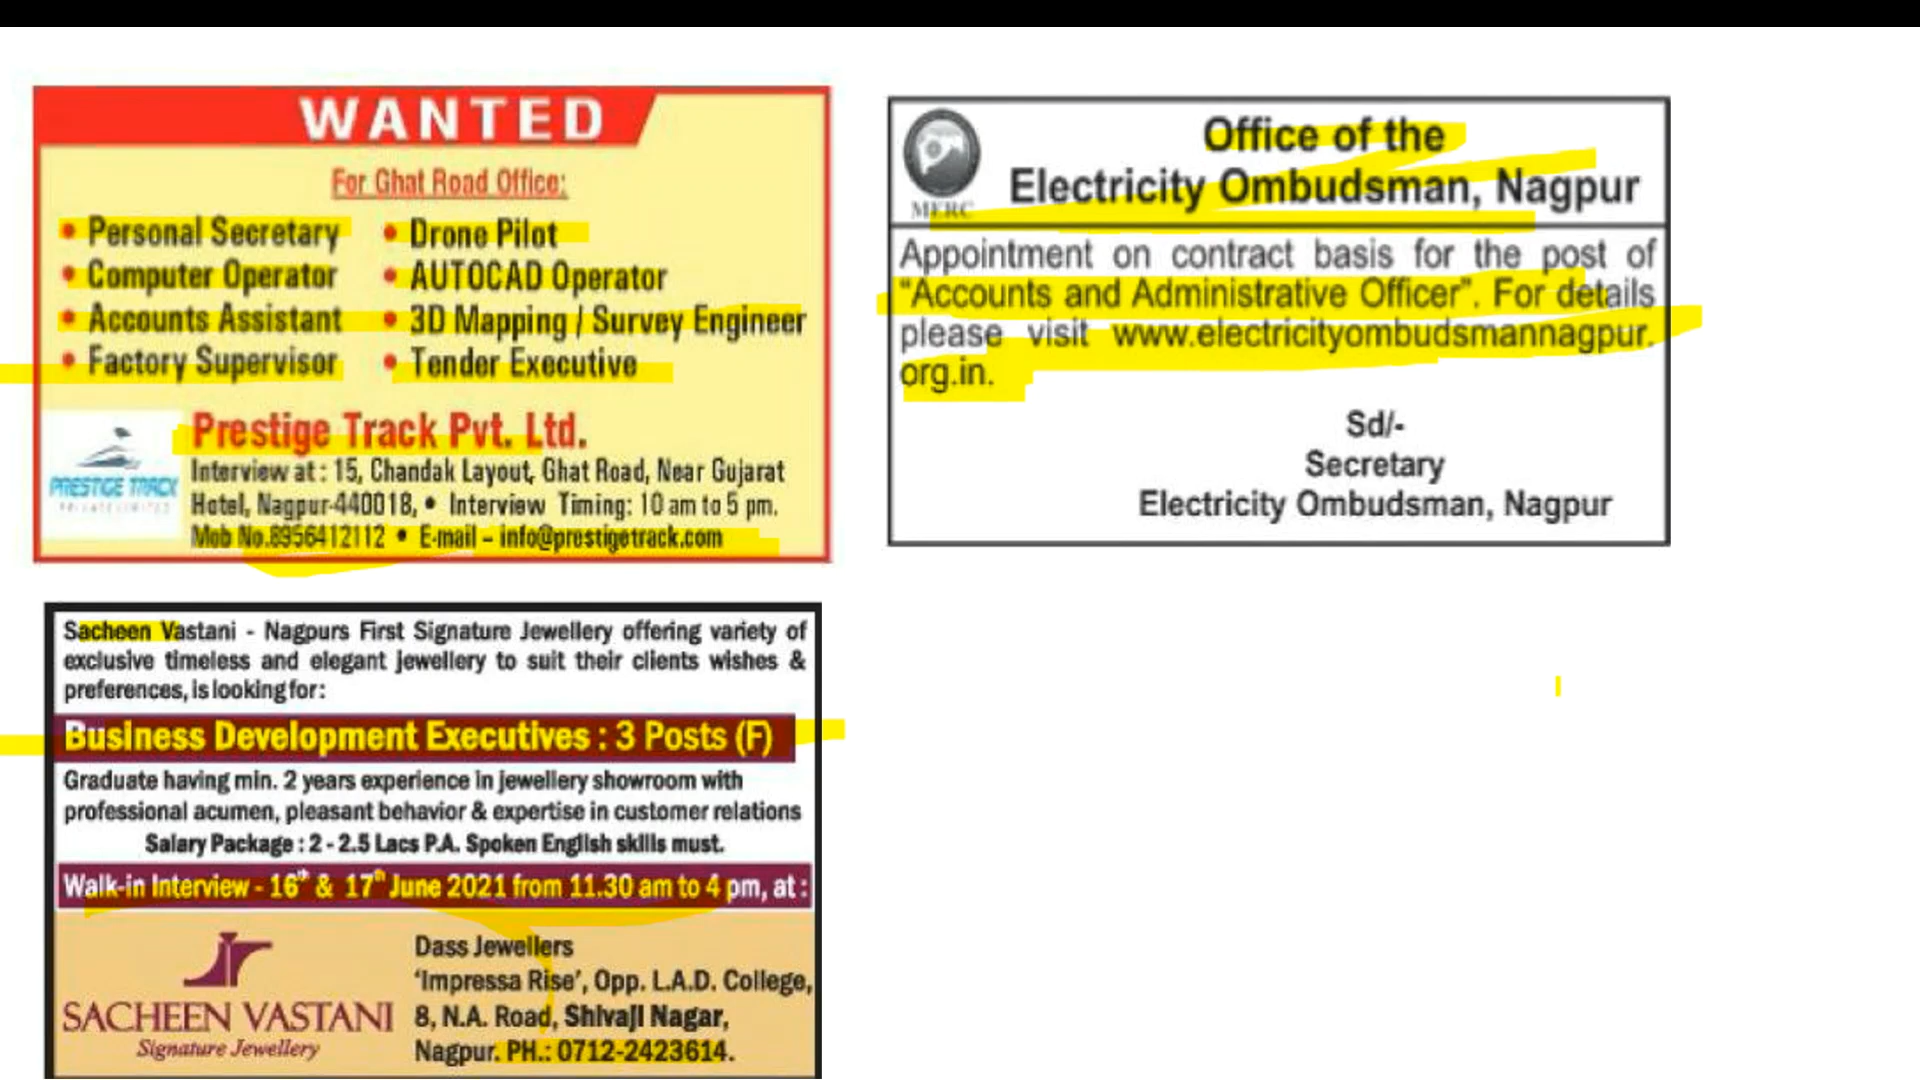 WANTED
For Ghat Road Office:
• Personal Secretary
• Computer Operator
• Accounts Assistant
• Factory Supervisor
• Drone Pilot
• AUTOCAD Operator
• 3D Mapping / Survey Engineer
• Tender Executive
PRESTIGE TRACK
PRIVATE LIMITED
Prestige Track Pvt. Ltd.
Interview at : 15, Chandak Layout, Ghat Road, Near Gujarat
Hotel, Nagpur-440018, • Interview Timing: 10 am to 5 pm.
Mob No.8956412112 • E-mail – info@prestigetrack.com
MERC
Office of the
Electricity Ombudsman, Nagpur
Appointment on contract basis for the post of
“Accounts and Administrative Officer”. For details
please visit www.electricityombudsmannagpur.
org.in.
Sd/-
Secretary
Electricity Ombudsman, Nagpur
Sacheen Vastani - Nagpurs First Signature Jewellery offering variety of
exclusive timeless and elegant jewellery to suit their clients wishes &
preferences, is looking for:
Business Development Executives : 3 Posts (F)
Graduate having min. 2 years experience in jewellery showroom with
professional acumen, pleasant behavior & expertise in customer relations
Salary Package : 2 - 2.5 Lacs P.A. Spoken English skills must.
Walk-in Interview - 16th & 17th June 2021 from 11.30 am to 4 pm, at :
SACHEEN VASTANI
Signature Jewellery
Dass Jewellers
‘Impressa Rise’, Opp. L.A.D. College,
8, N.A. Road, Shivaji Nagar,
Nagpur. PH.: 0712-2423614.